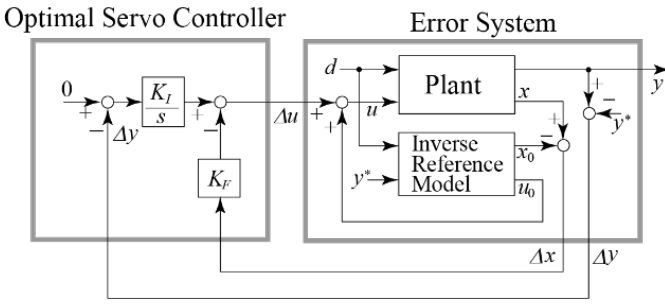 Optimal Servo Controller
Error System
0
+
−
Δy
K_I
s
+
−
K_F
Δu
d
+
+
u
Plant
x
y
+
−
y*
+
−
Inverse
Reference
Model
x_0
u_0
y*
Δx
Δy